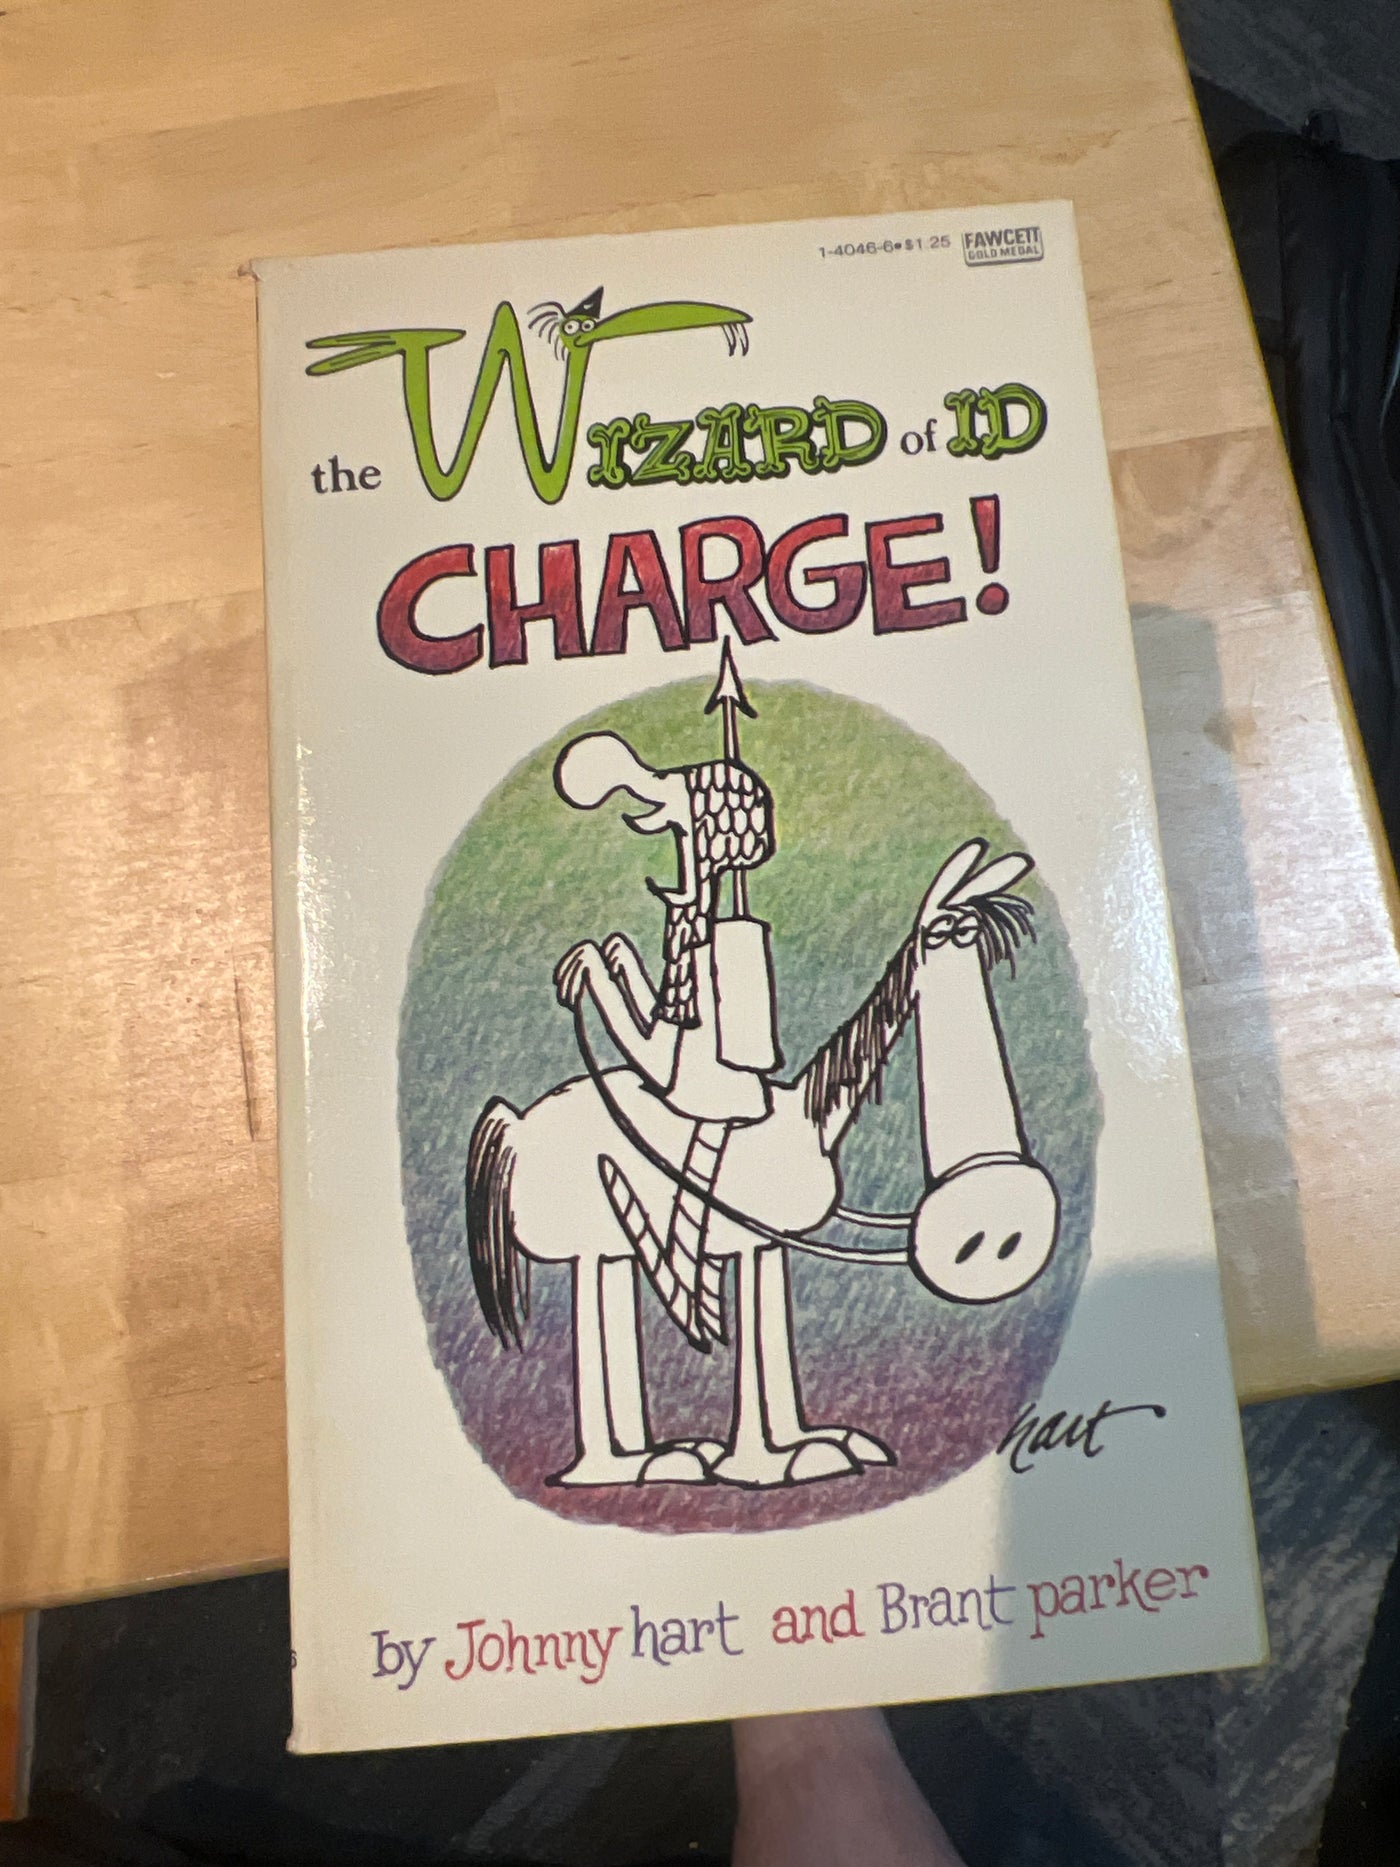 1-4046-6•$1.25 FAWCETT
GOLD MEDAL
the WIZARD of ID
CHARGE!
hart
by Johnny hart and Brant parker